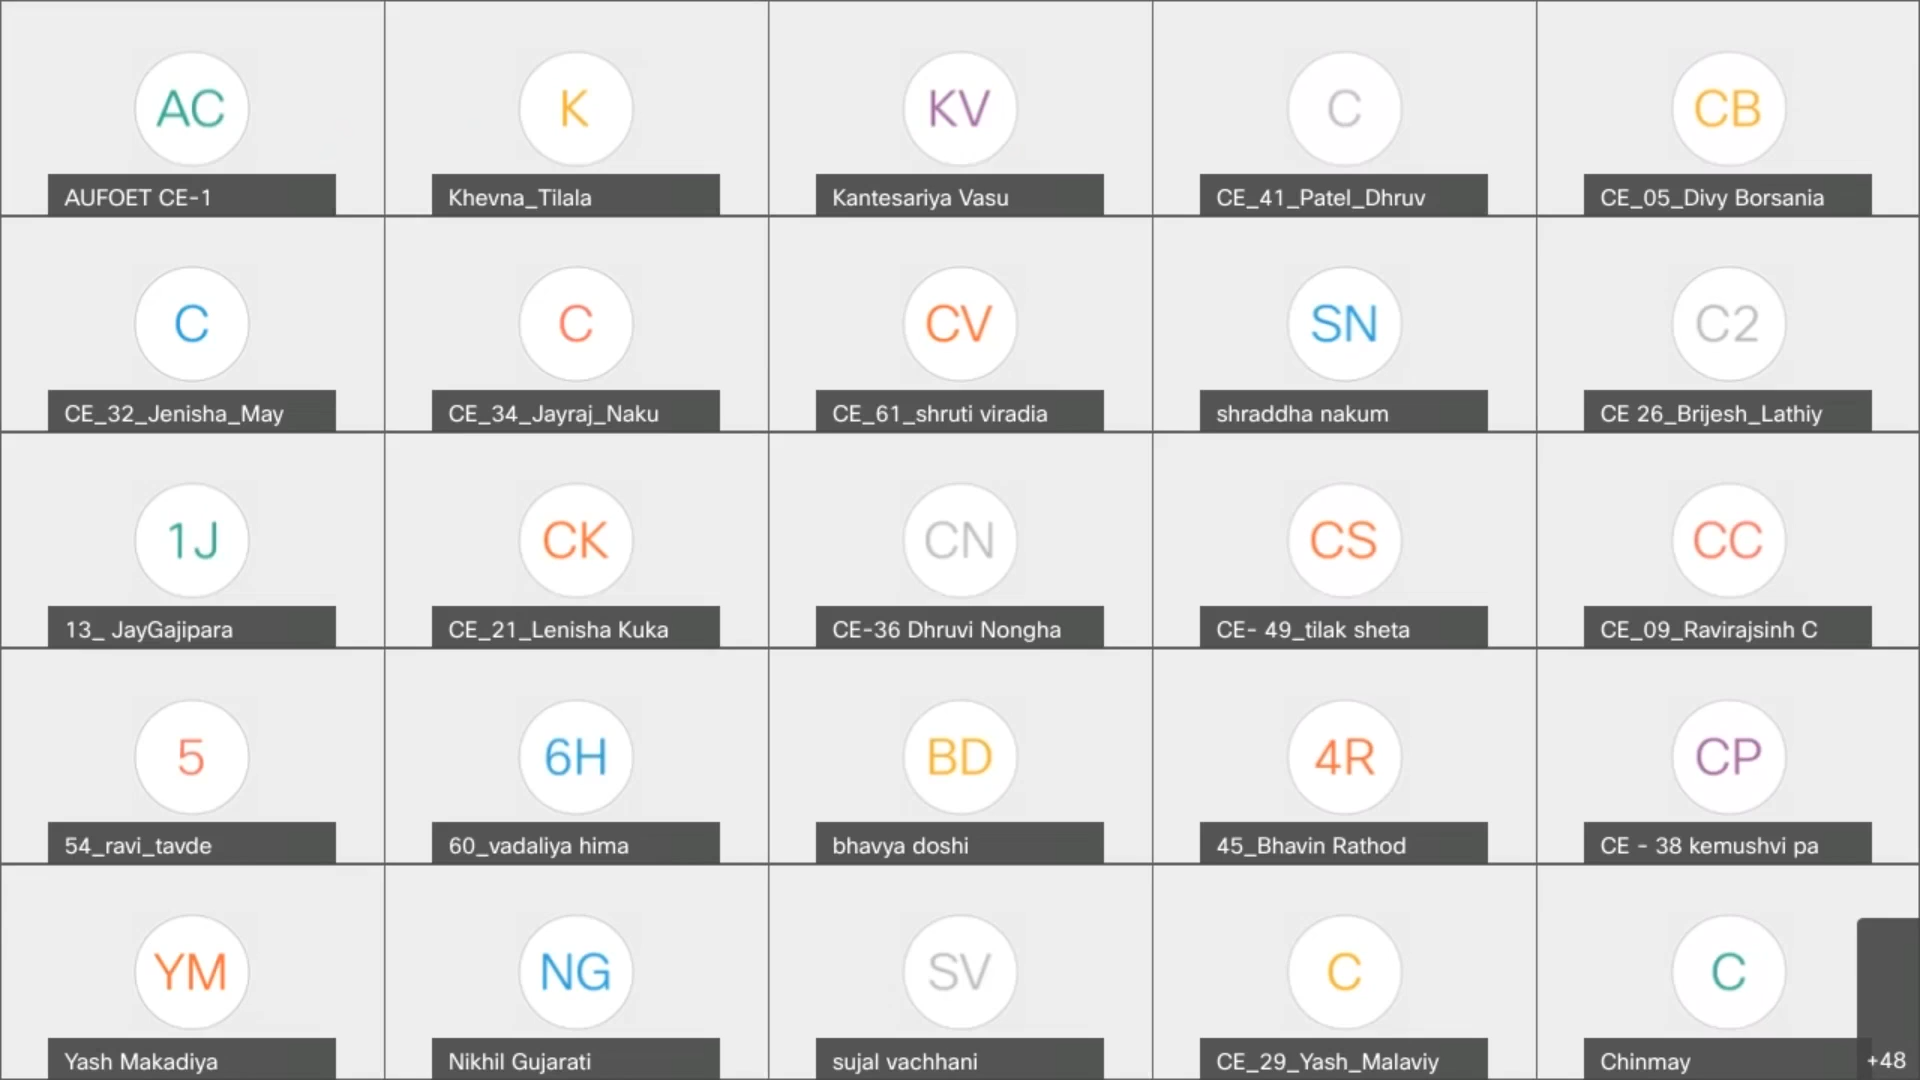 AC
K
KV
C
CB
AUFOET CE-1
Khevna_Tilala
Kantesariya Vasu
CE_41_Patel_Dhruv
CE_05_Divy Borsania
C
C
CV
SN
C2
CE_32_Jenisha_May
CE_34_Jayraj_Naku
CE_61_shruti viradia
shraddha nakum
CE 26_Brijesh_Lathiy
1J
CK
CN
CS
CC
13_ JayGajipara
CE_21_Lenisha Kuka
CE-36 Dhruvi Nongha
CE- 49_tilak sheta
CE_09_Ravirajsinh C
5
6H
BD
4R
CP
54_ravi_tavde
60_vadaliya hima
bhavya doshi
45_Bhavin Rathod
CE - 38 kemushvi pa
YM
NG
SV
C
C
Yash Makadiya
Nikhil Gujarati
sujal vachhani
CE_29_Yash_Malaviy
Chinmay
+48